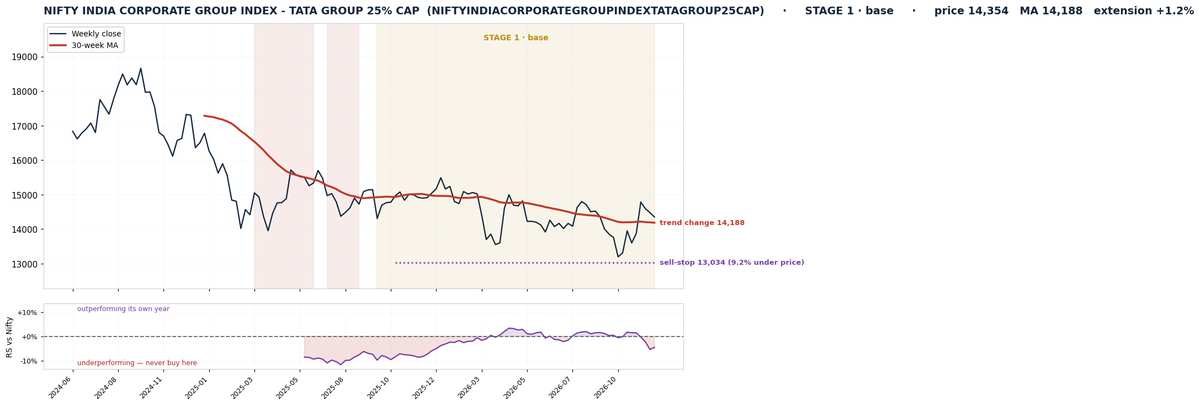 NIFTY INDIA CORPORATE GROUP INDEX - TATA GROUP 25% CAP (NIFTYINDIACORPORATEGROUPINDEXTATAGROUP25CAP) · STAGE 1 · base · price 14,354 MA 14,188 extension +1.2%
Weekly close
30-week MA
STAGE 1 · base
19000
18000
17000
16000
15000
14000
13000
trend change 14,188
sell-stop 13,034 (9.2% under price)
RS vs Nifty
+10%
+0%
-10%
outperforming its own year
underperforming — never buy here
2024-06
2024-08
2024-11
2025-01
2025-03
2025-05
2025-08
2025-10
2025-12
2026-03
2026-05
2026-07
2026-10